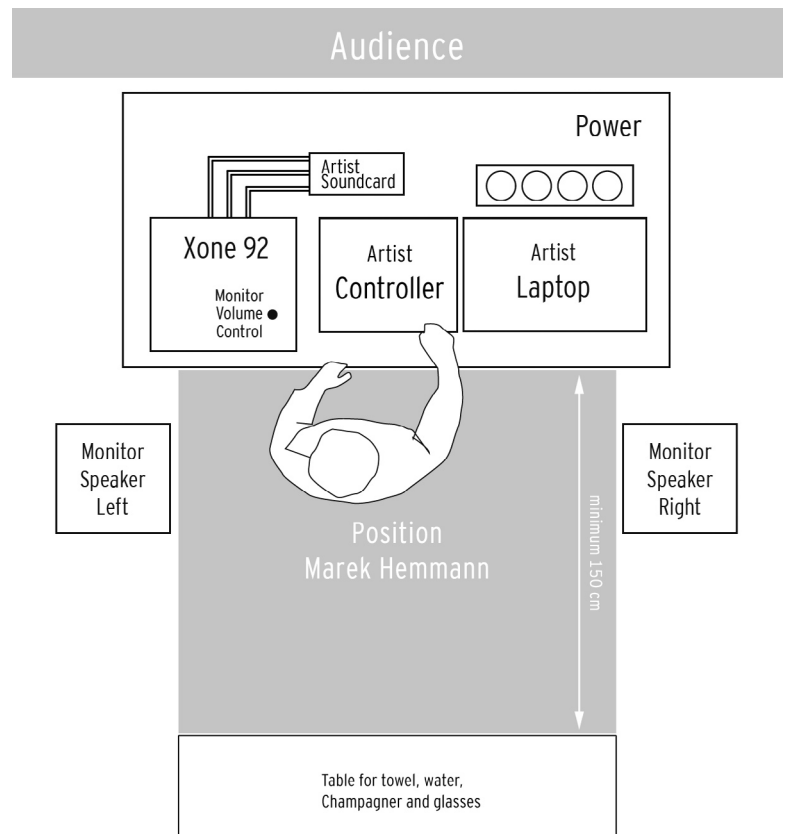 Audience
Power
Artist
Soundcard
Xone 92
Monitor
Volume
Control
Artist
Controller
Artist
Laptop
Monitor
Speaker
Left
Monitor
Speaker
Right
minimum 150 cm
Position
Marek Hemmann
Table for towel, water,
Champagner and glasses